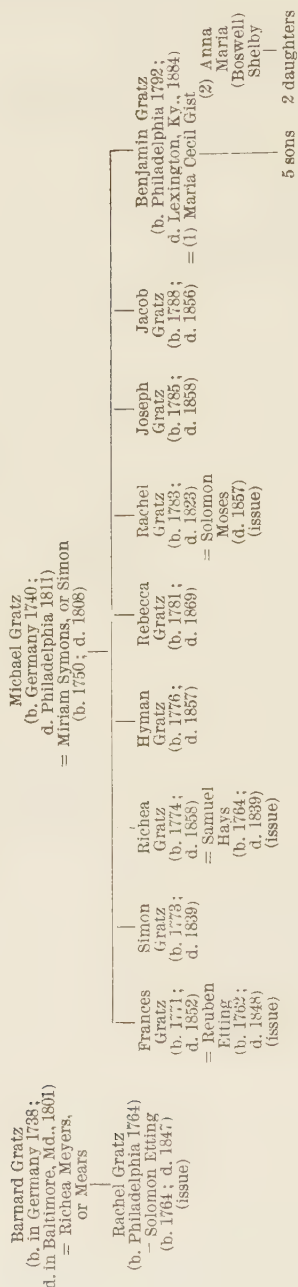 Barnard Gratz
(b. in Germany 1738;
d. in Baltimore, Md., 1801)
= Richea Meyers,
or Mears
Rachel Gratz
(b. Philadelphia 1764)
– Solomon Etting
(b. 1764; d. 1847)
(issue)
Michael Gratz
(b. Germany 1740;
d. Philadelphia 1811)
= Miriam Symons, or Simon
(b. 1750; d. 1808)
Frances
Gratz
(b. 1771;
d. 1852)
= Reuben
Etting
(b. 1762;
d. 1848)
(issue)
Simon
Gratz
(b. 1773;
d. 1839)
Richea
Gratz
(b. 1774;
d. 1858)
= Samuel
Hays
(b. 1764;
d. 1839)
(issue)
Hyman
Gratz
(b. 1776;
d. 1857)
Rebecca
Gratz
(b. 1781;
d. 1869)
Rachel
Gratz
(b. 1783;
d. 1823)
= Solomon
Moses
(d. 1857)
(issue)
Joseph
Gratz
(b. 1785;
d. 1858)
Jacob
Gratz
(b. 1788;
d. 1856)
Benjamin Gratz
(b. Philadelphia 1792;
d. Lexington, Ky., 1884)
= (1) Maria Cecil Gist
(2) Anna
Maria
(Boswell)
Shelby
5 sons
2 daughters